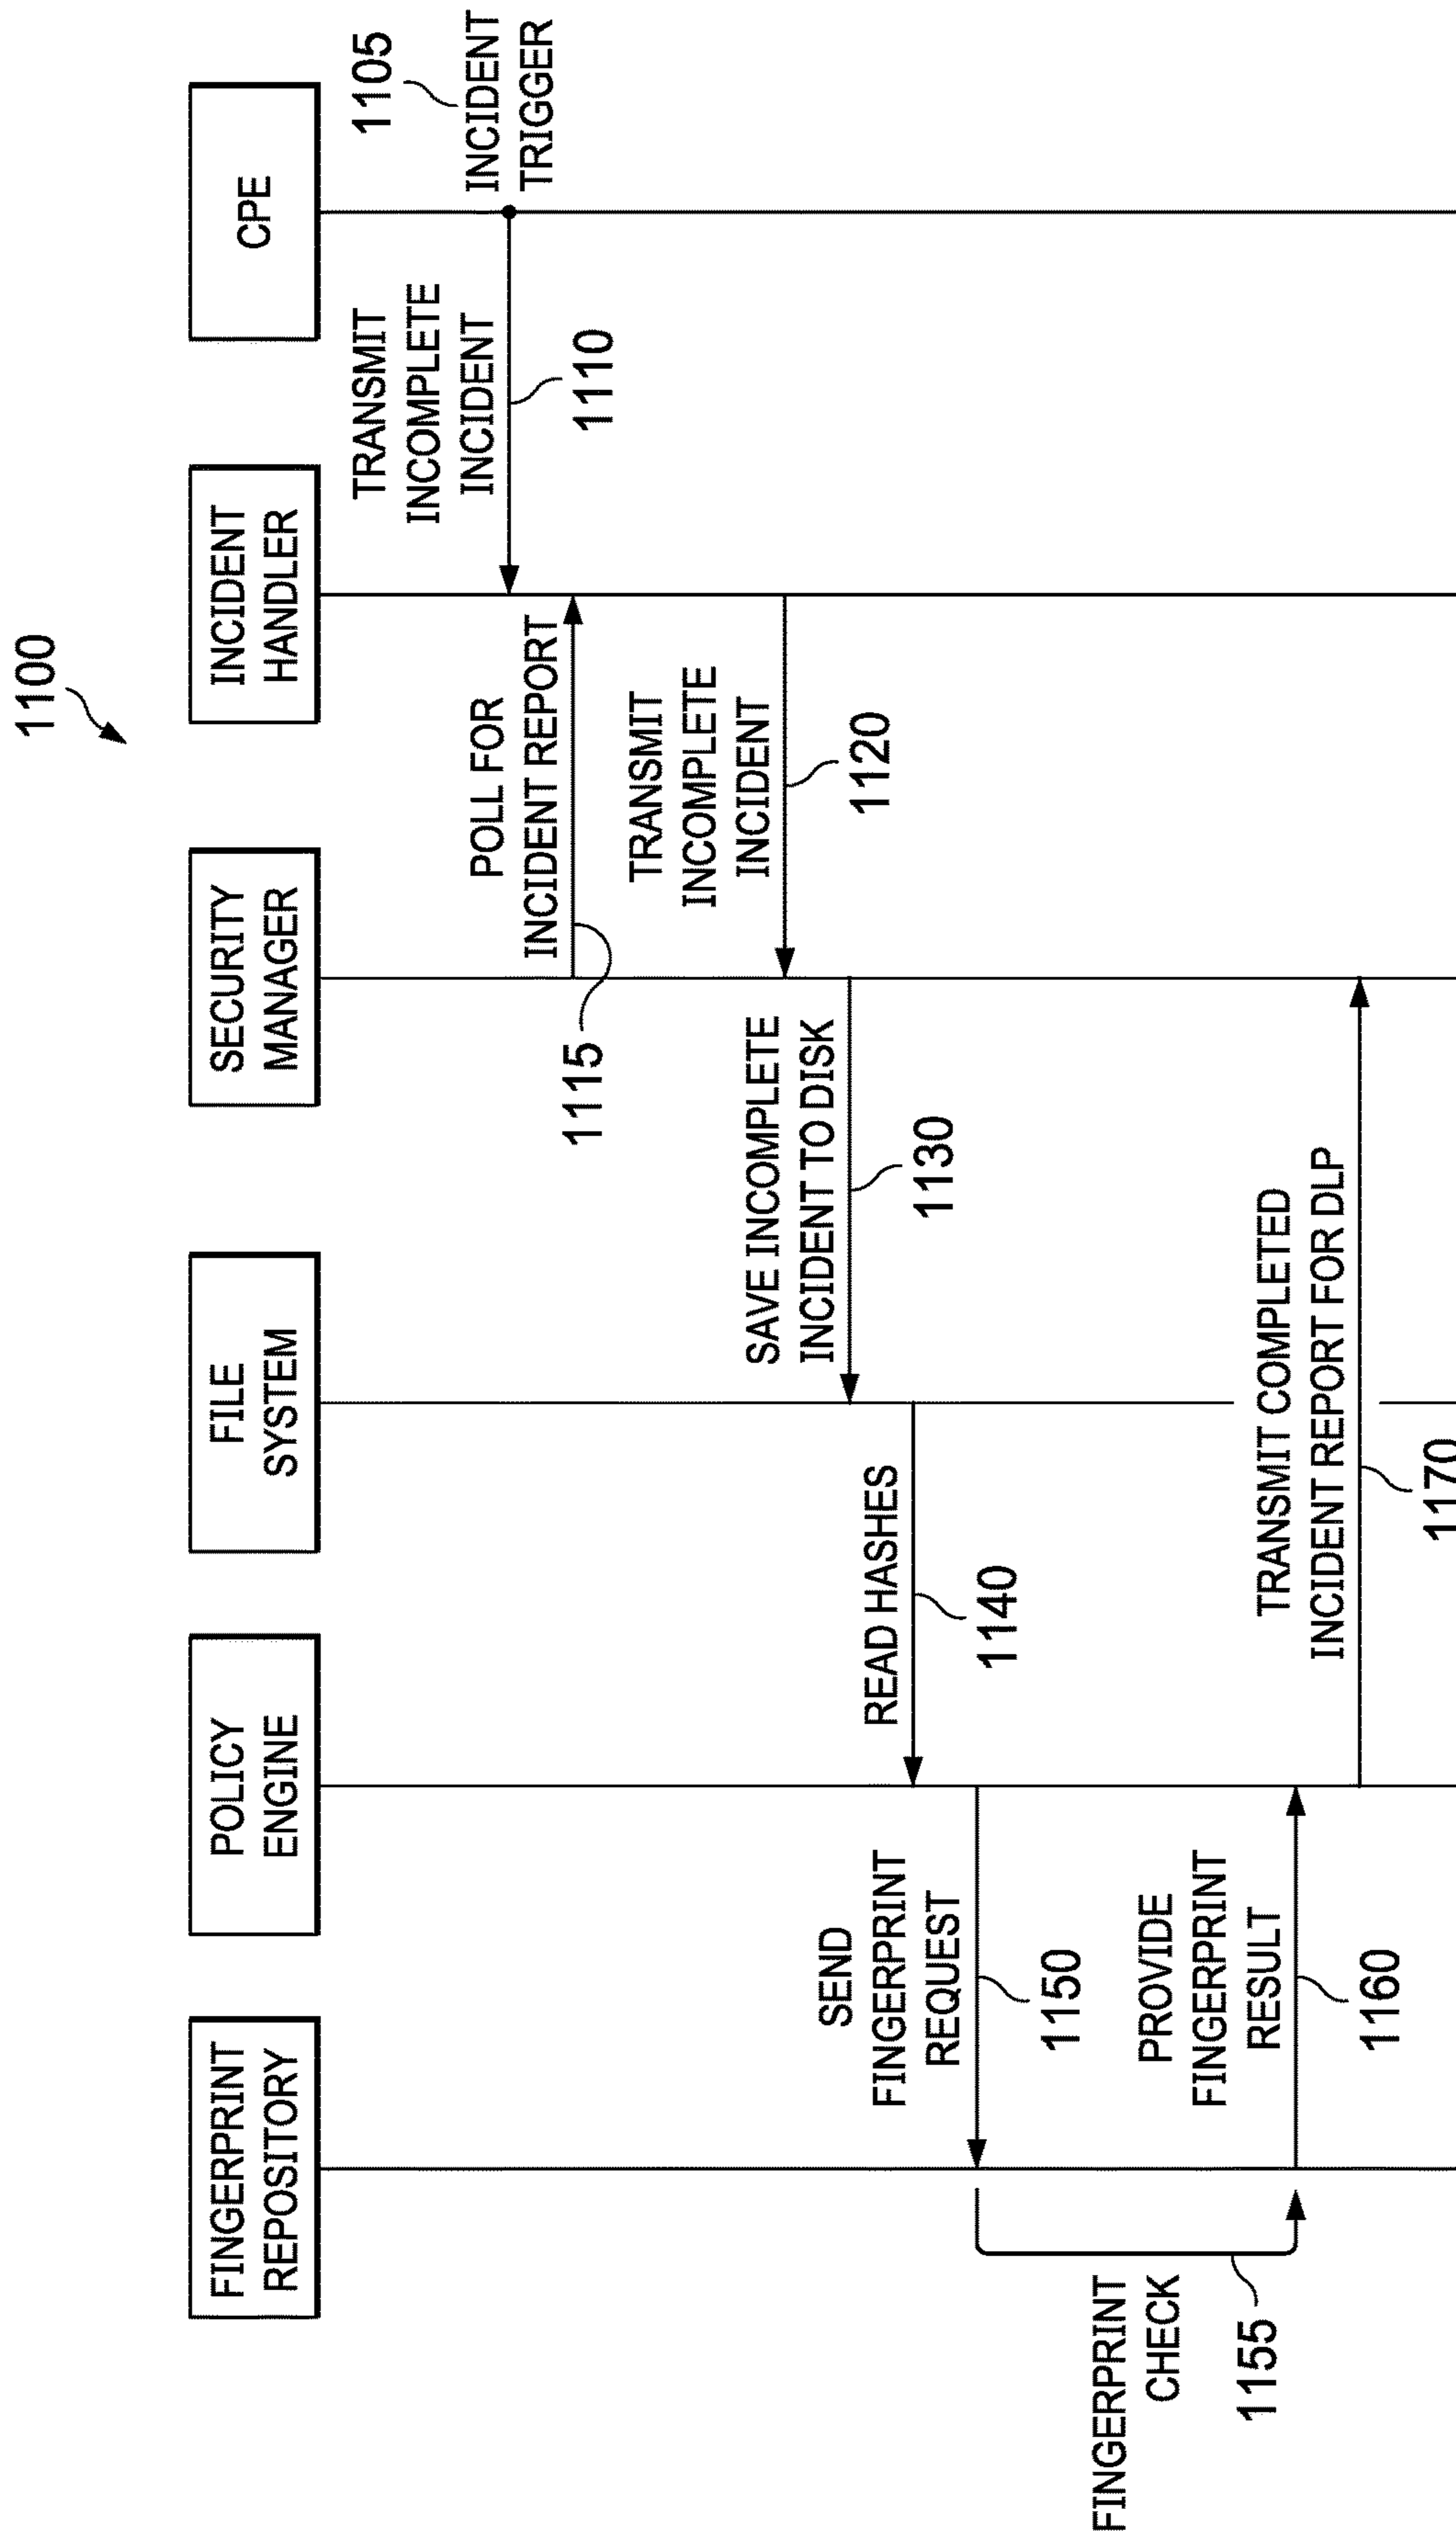 1100
FINGERPRINT
REPOSITORY
POLICY
ENGINE
FILE
SYSTEM
SECURITY
MANAGER
INCIDENT
HANDLER
CPE
1105
INCIDENT
TRIGGER
TRANSMIT
INCOMPLETE
INCIDENT
1110
POLL FOR
INCIDENT REPORT
1115
TRANSMIT
INCOMPLETE
INCIDENT
1120
SAVE INCOMPLETE
INCIDENT TO DISK
1130
READ HASHES
1140
SEND
FINGERPRINT
REQUEST
1150
FINGERPRINT
CHECK
1155
PROVIDE
FINGERPRINT
RESULT
1160
TRANSMIT COMPLETED
INCIDENT REPORT FOR DLP
1170